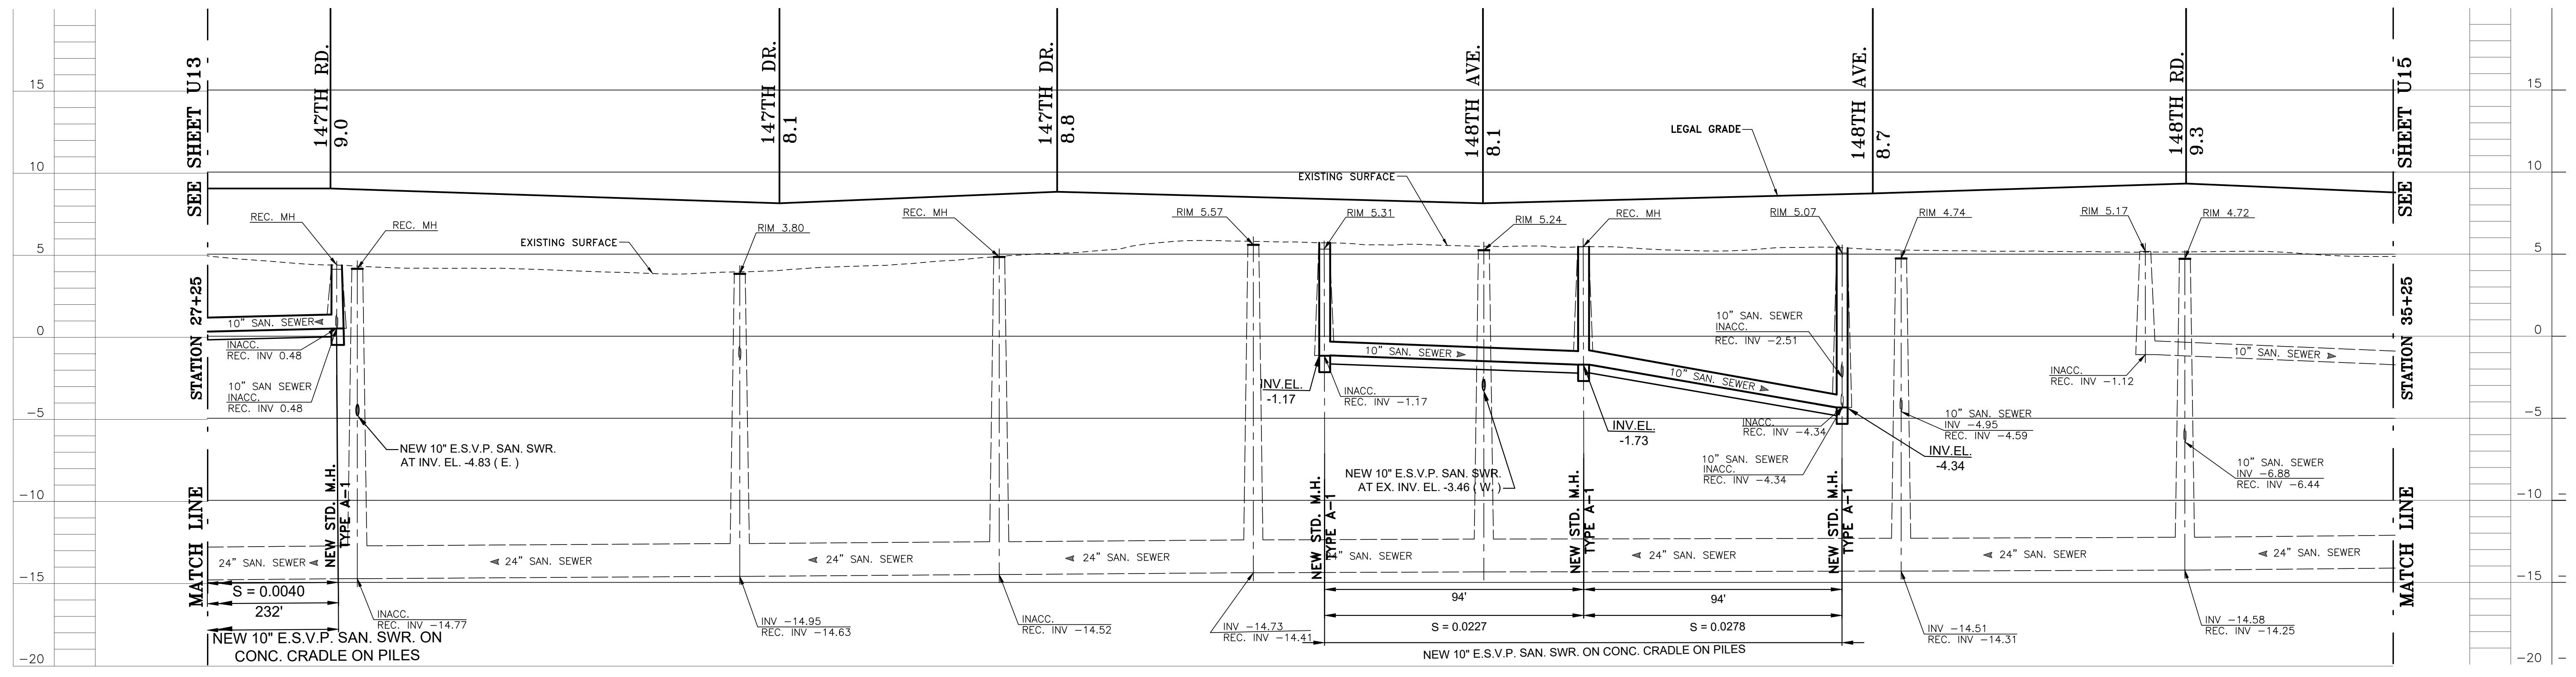 SEE SHEET U13
STATION 27+25
MATCH LINE
15
10
5
0
-5
-10
-15
-20
147TH RD.
9.0
147TH DR.
8.1
147TH DR.
8.8
148TH AVE.
8.1
148TH AVE.
8.7
148TH RD.
9.3
LEGAL GRADE
EXISTING SURFACE
EXISTING SURFACE
REC. MH
REC. MH
RIM 3.80
REC. MH
RIM 5.57
RIM 5.31
RIM 5.24
REC. MH
RIM 5.07
RIM 4.74
RIM 5.17
RIM 4.72
10" SAN. SEWER
INACC.
REC. INV 0.48
10" SAN SEWER
INACC.
REC. INV 0.48
NEW 10" E.S.V.P. SAN. SWR.
AT INV. EL. -4.83 ( E. )
NEW STD. M.H.
TYPE A-1
10" SAN. SEWER
INV.EL.
-1.17
INACC.
REC. INV -1.17
10" SAN. SEWER
INACC.
REC. INV -2.51
10" SAN. SEWER
INV.EL.
-1.73
INACC.
REC. INV -4.34
10" SAN. SEWER
INACC.
REC. INV -4.34
INV.EL.
-4.34
10" SAN. SEWER
INV -4.95
REC. INV -4.59
INACC.
REC. INV -1.12
10" SAN. SEWER
10" SAN. SEWER
INV -6.88
REC. INV -6.44
NEW 10" E.S.V.P. SAN. SWR.
AT EX. INV. EL. -3.46 ( W. )
NEW STD. M.H.
TYPE A-1
NEW STD. M.H.
TYPE A-1
NEW STD. M.H.
TYPE A-1
24" SAN. SEWER
24" SAN. SEWER
24" SAN. SEWER
24" SAN. SEWER
24" SAN. SEWER
24" SAN. SEWER
24" SAN. SEWER
24" SAN. SEWER
S = 0.0040
232'
NEW 10" E.S.V.P. SAN. SWR. ON
CONC. CRADLE ON PILES
INACC.
REC. INV -14.77
INV -14.95
REC. INV -14.63
INACC.
REC. INV -14.52
INV -14.73
REC. INV -14.41
94'
94'
S = 0.0227
S = 0.0278
NEW 10" E.S.V.P. SAN. SWR. ON CONC. CRADLE ON PILES
INV -14.51
REC. INV -14.31
INV -14.58
REC. INV -14.25
SEE SHEET U15
STATION 35+25
MATCH LINE
15
10
5
0
-5
-10
-15
-20